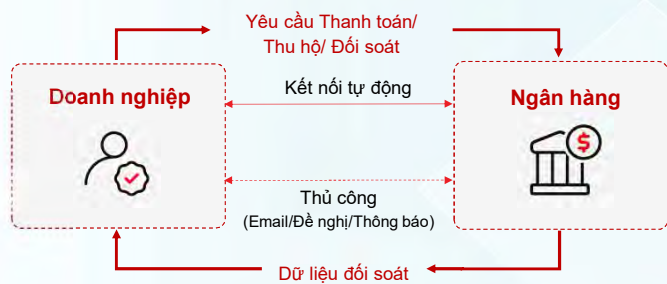 Yêu cầu Thanh toán/
Thu hộ/ Đối soát
Doanh nghiệp
Kết nối tự động
Ngân hàng
$
Thủ công
(Email/Đề nghị/Thông báo)
Dữ liệu đối soát